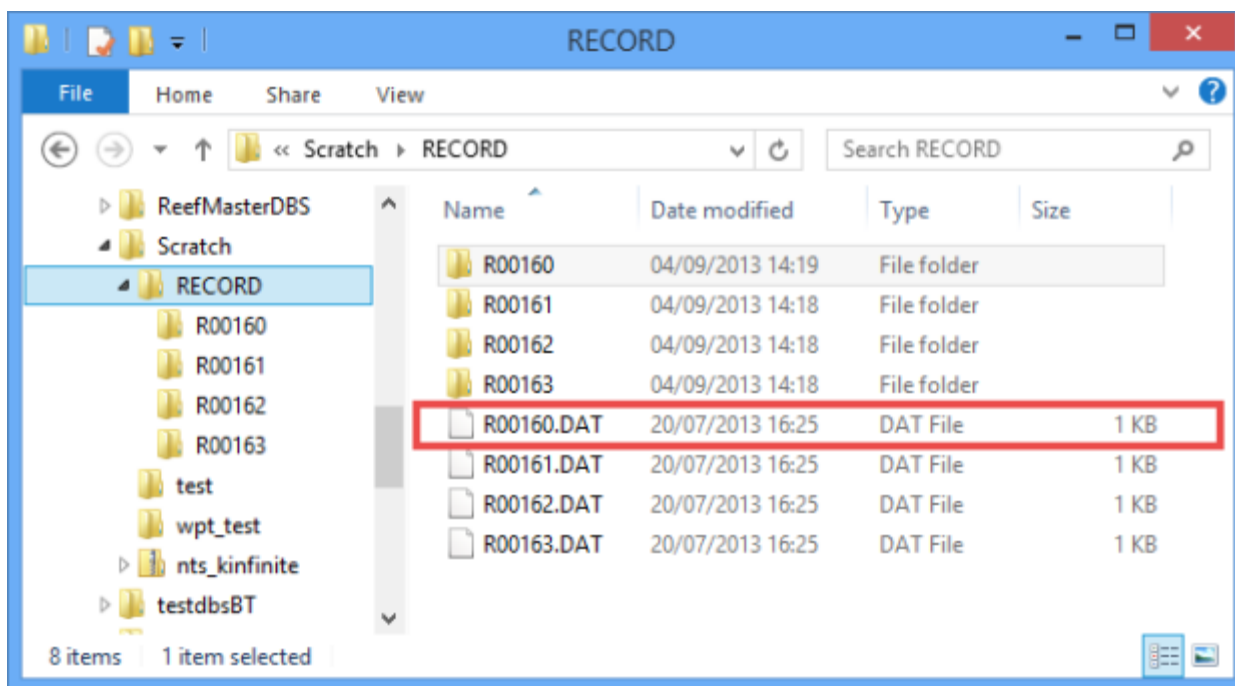 RECORD
File Home Share View
« Scratch RECORD Search RECORD
ReefMasterDBS
Scratch
RECORD
R00160
R00161
R00162
R00163
test
wpt_test
nts_kinfinite
testdbsBT
Name Date modified Type Size
R00160 04/09/2013 14:19 File folder
R00161 04/09/2013 14:18 File folder
R00162 04/09/2013 14:18 File folder
R00163 04/09/2013 14:18 File folder
R00160.DAT 20/07/2013 16:25 DAT File 1 KB
R00161.DAT 20/07/2013 16:25 DAT File 1 KB
R00162.DAT 20/07/2013 16:25 DAT File 1 KB
R00163.DAT 20/07/2013 16:25 DAT File 1 KB
8 items 1 item selected